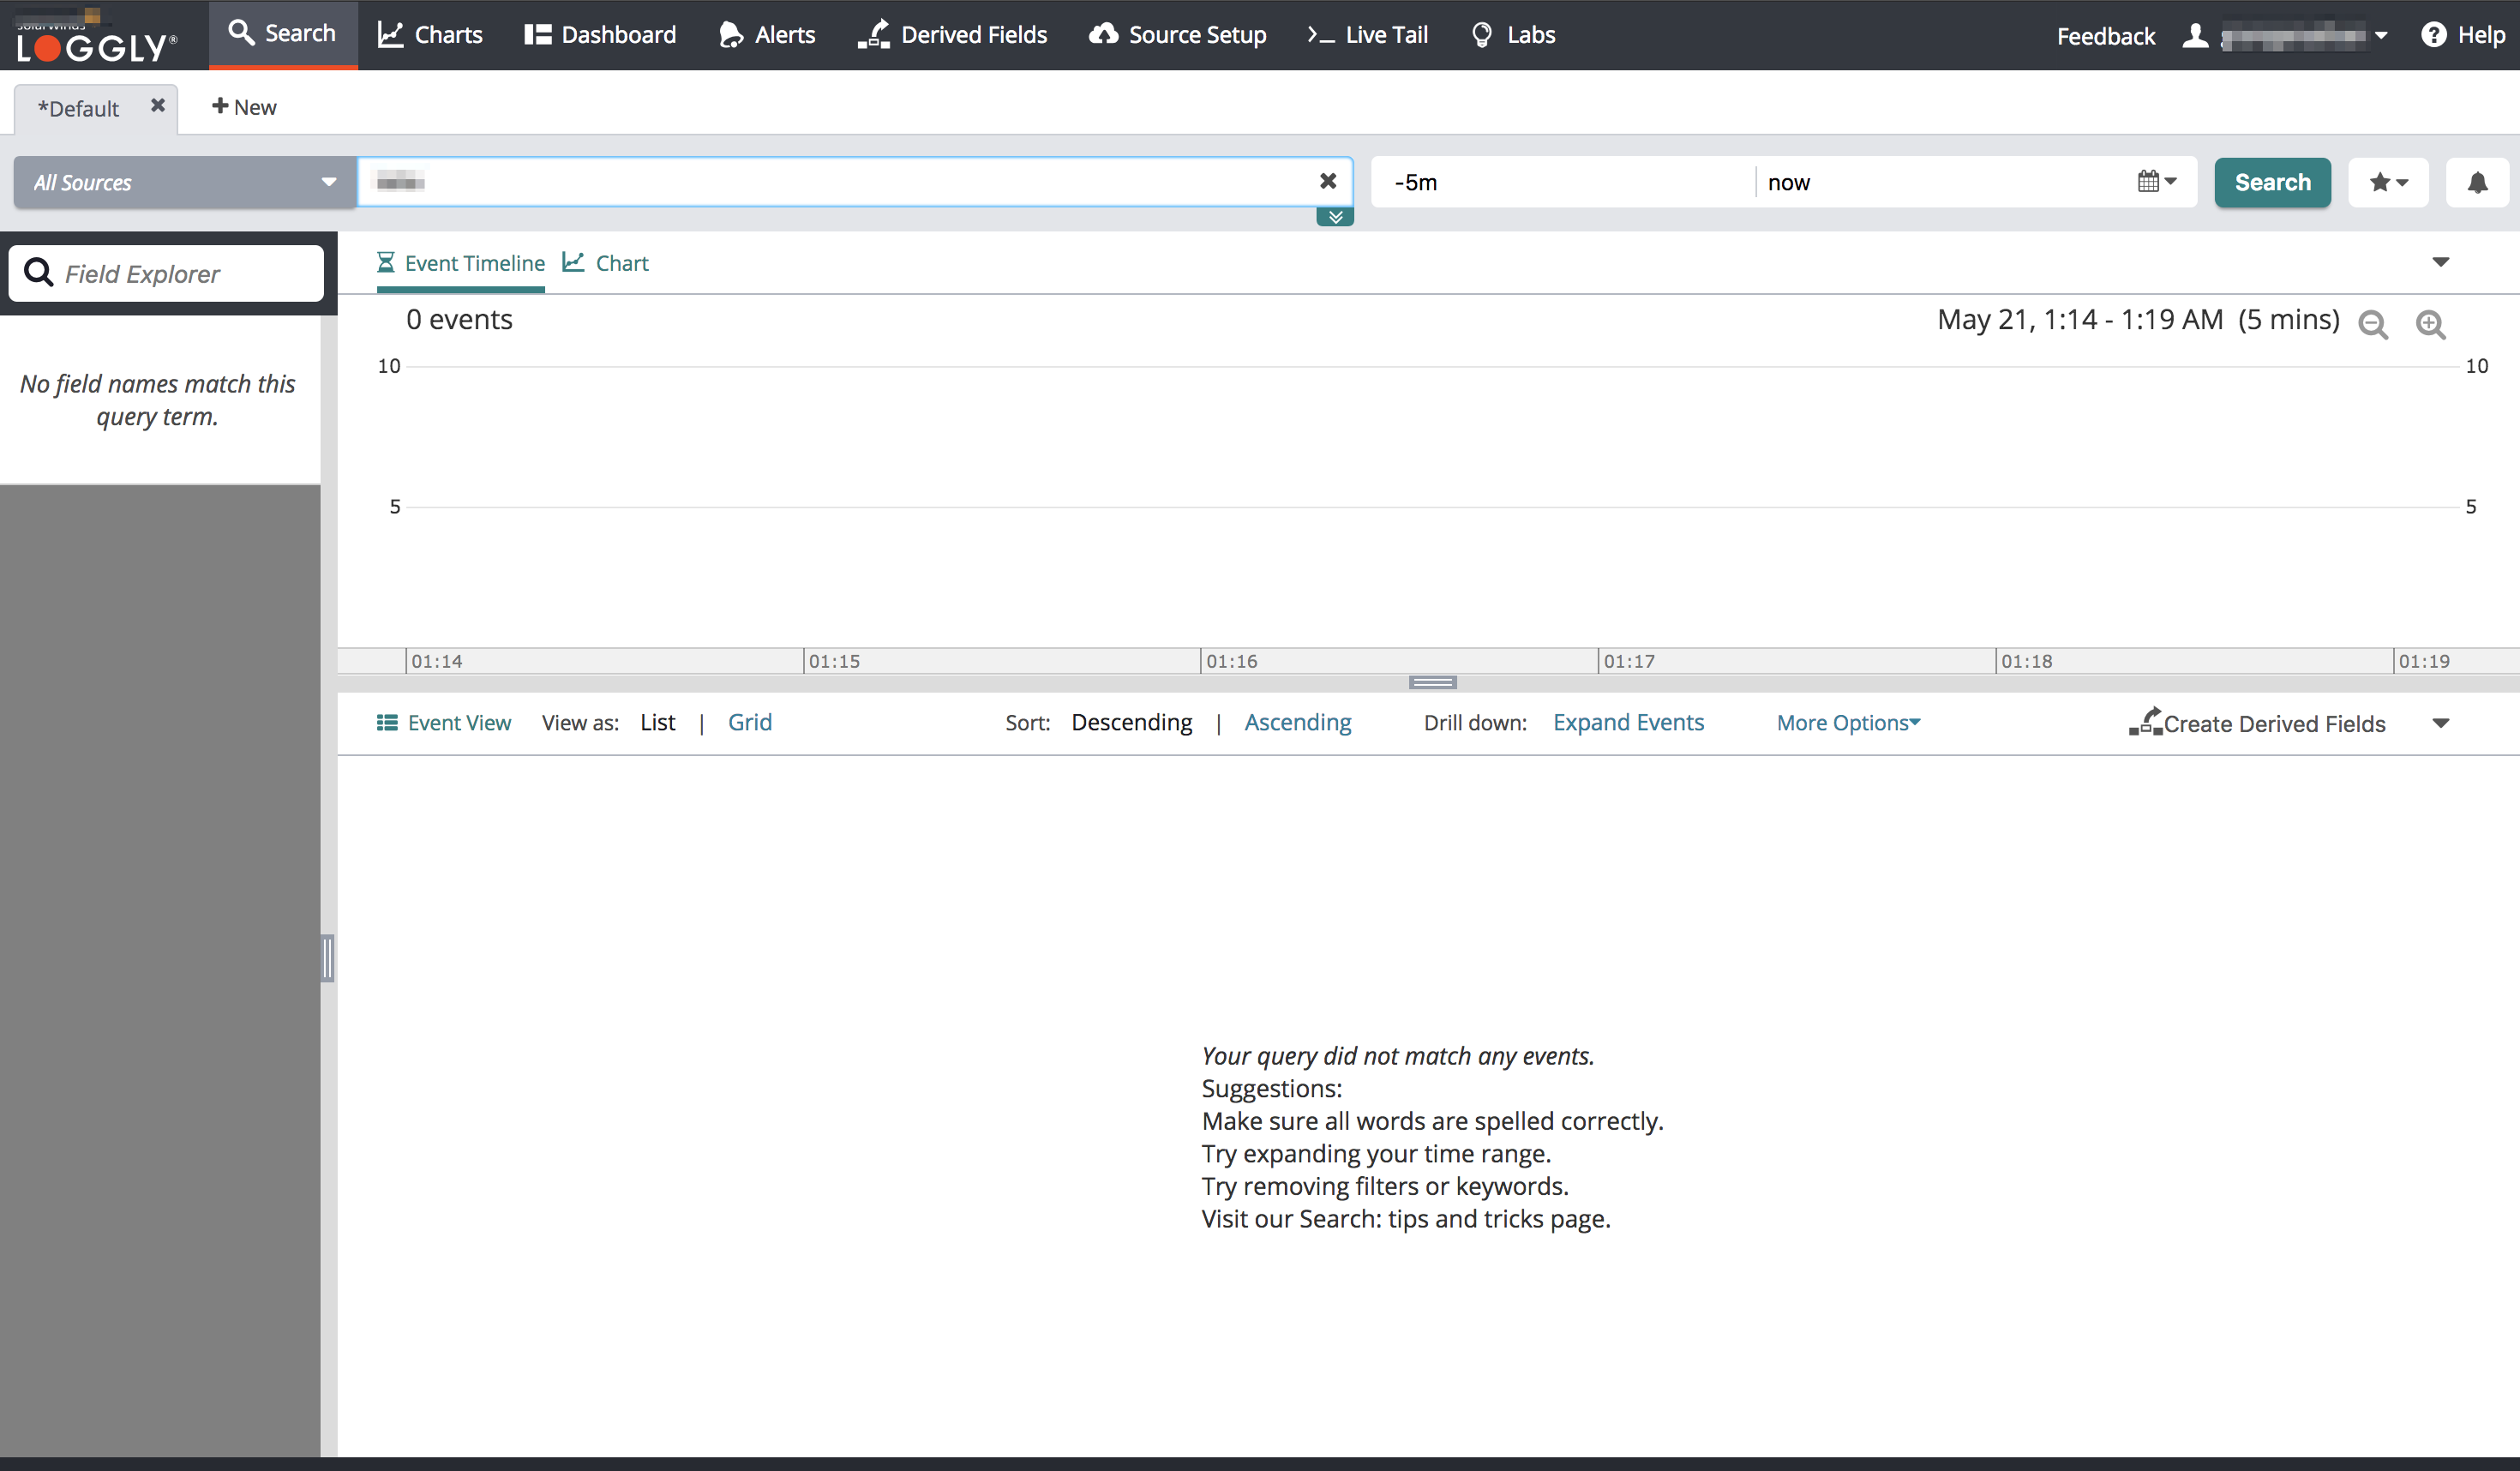 LOGGLY®
Search Charts Dashboard Alerts Derived Fields Source Setup Live Tail Labs Feedback Help
*Default New
All Sources -5m now Search
Field Explorer
Event Timeline Chart
0 events May 21, 1:14 - 1:19 AM (5 mins)
10 10
No field names match this
query term.
5 5
01:14 01:15 01:16 01:17 01:18 01:19
Event View View as: List | Grid Sort: Descending | Ascending Drill down: Expand Events More Options Create Derived Fields
Your query did not match any events.
Suggestions:
Make sure all words are spelled correctly.
Try expanding your time range.
Try removing filters or keywords.
Visit our Search: tips and tricks page.